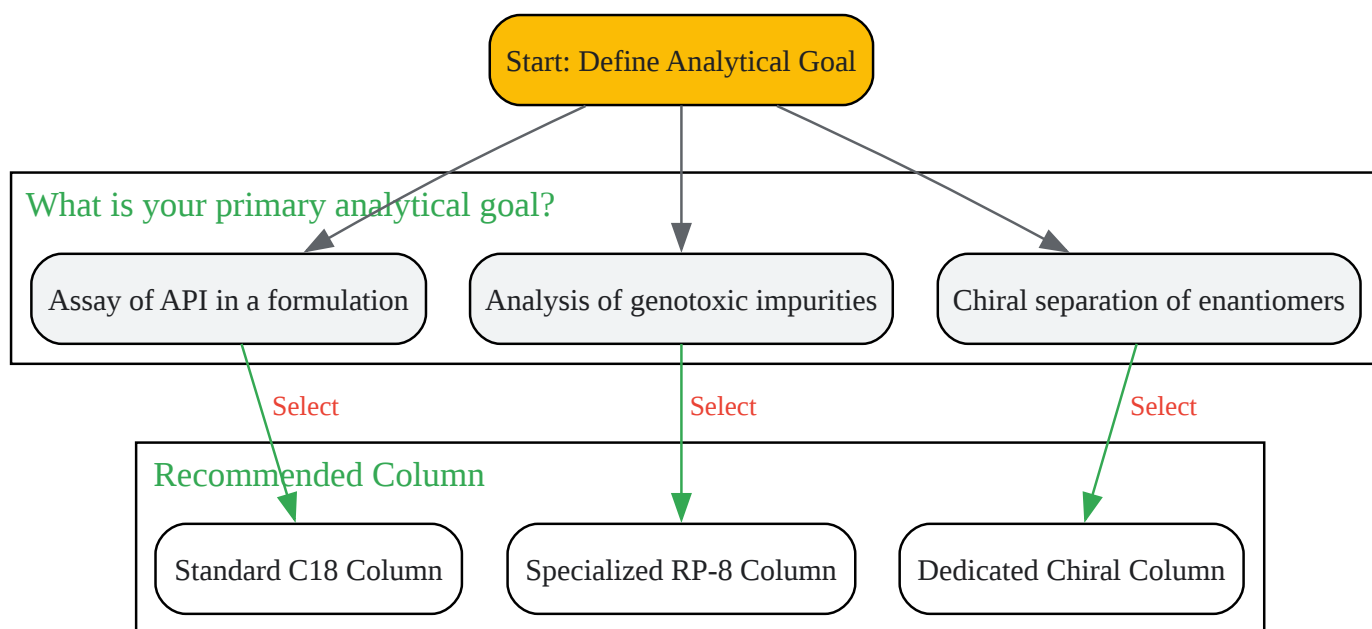 Start: Define Analytical Goal
What is your primary analytical goal?
Assay of API in a formulation
Analysis of genotoxic impurities
Chiral separation of enantiomers
Select
Select
Select
Recommended Column
Standard C18 Column
Specialized RP-8 Column
Dedicated Chiral Column